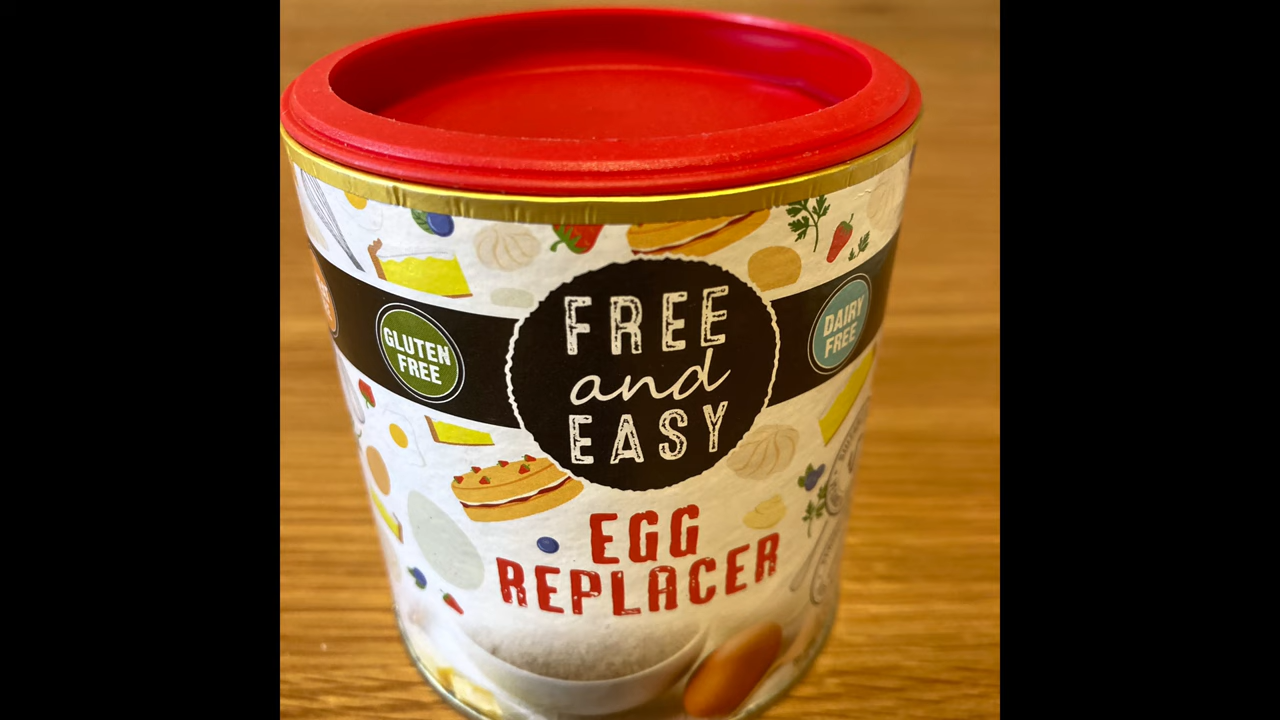 FREE
and
EASY
GLUTEN
FREE
DAIRY
FREE
EGG
REPLACER